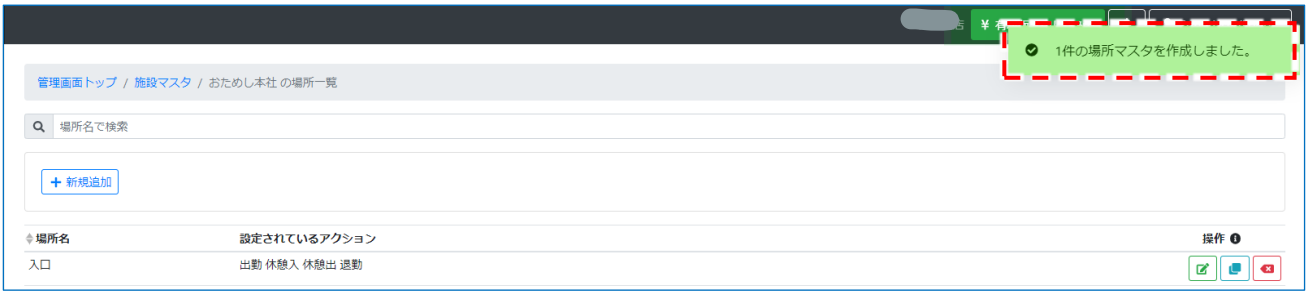 店 ¥ 有
1件の場所マスタを作成しました。
管理画面トップ / 施設マスタ / おためし本社 の場所一覧
場所名で検索
+ 新規追加
場所名 設定されているアクション 操作
入口 出勤 休憩入 休憩出 退勤